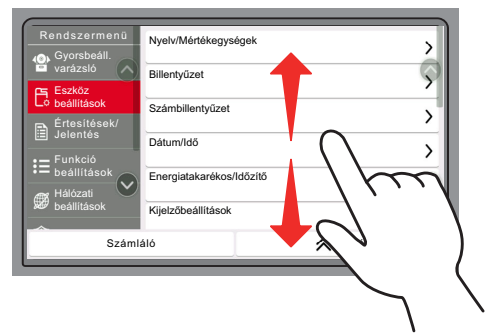 Rendszermenü
Gyorsbeáll.
varázsló
Eszköz
beállítások
Értesítések/
Jelentés
Funkció
beállítások
Hálózati
beállítások
Nyelv/Mértékegységek
Billentyűzet
Számbillentyűzet
Dátum/Idő
Energiatakarékos/Időzítő
Kijelzőbeállítások
Számláló